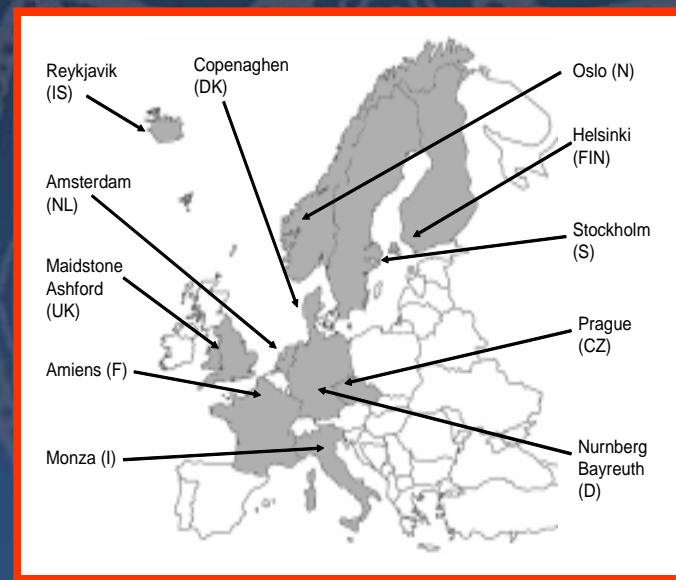 Reykjavik
(IS)
Copenaghen
(DK)
Oslo (N)
Helsinki
(FIN)
Amsterdam
(NL)
Stockholm
(S)
Maidstone
Ashford
(UK)
Prague
(CZ)
Amiens (F)
Monza (I)
Nurnberg
Bayreuth
(D)